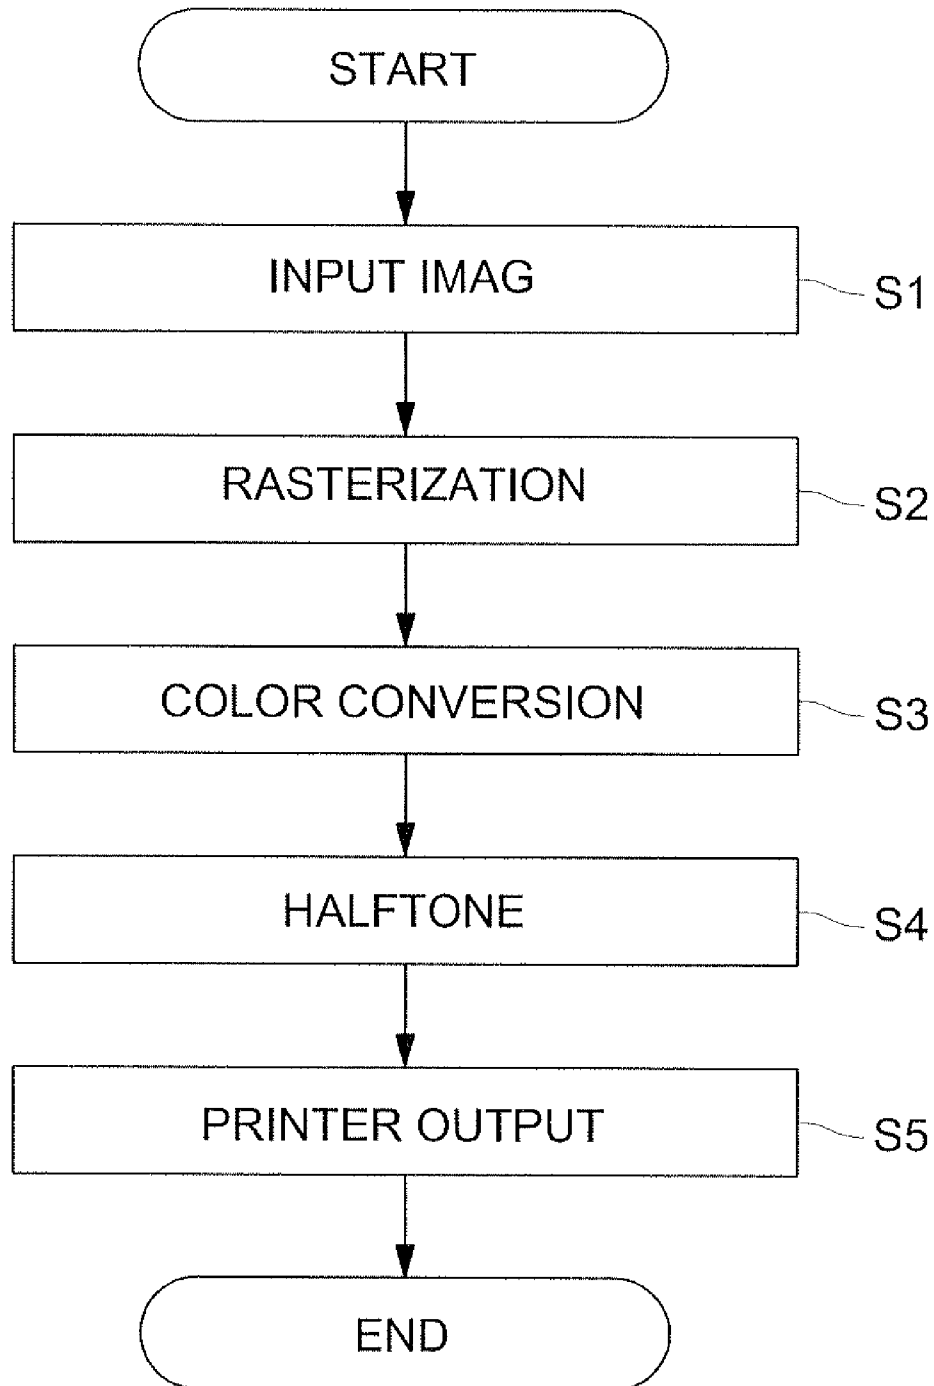 START
INPUT IMAG
S1
RASTERIZATION
S2
COLOR CONVERSION
S3
HALFTONE
S4
PRINTER OUTPUT
S5
END